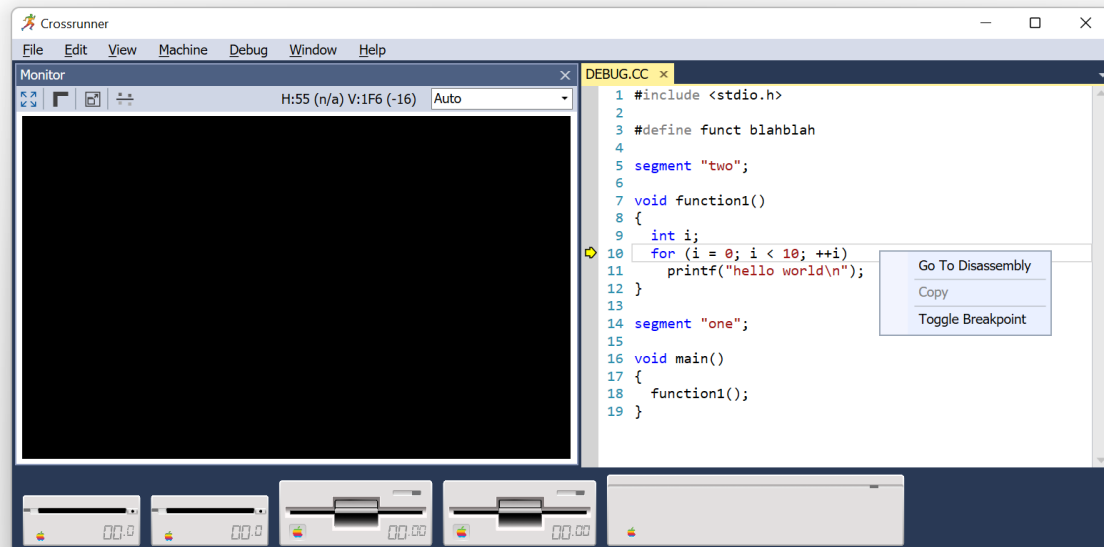 Crossrunner
File Edit View Machine Debug Window Help
Monitor
H:55 (n/a) V:1F6 (-16) Auto
DEBUG.CC
1 #include <stdio.h>
2
3 #define funct blahblah
4
5 segment "two";
6
7 void function1()
8 {
9 int i;
10 for (i = 0; i < 10; ++i)
11 printf("hello world\n");
12 }
13
14 segment "one";
15
16 void main()
17 {
18 function1();
19 }
Go To Disassembly
Copy
Toggle Breakpoint
00.0 00.0 00.00 00.00